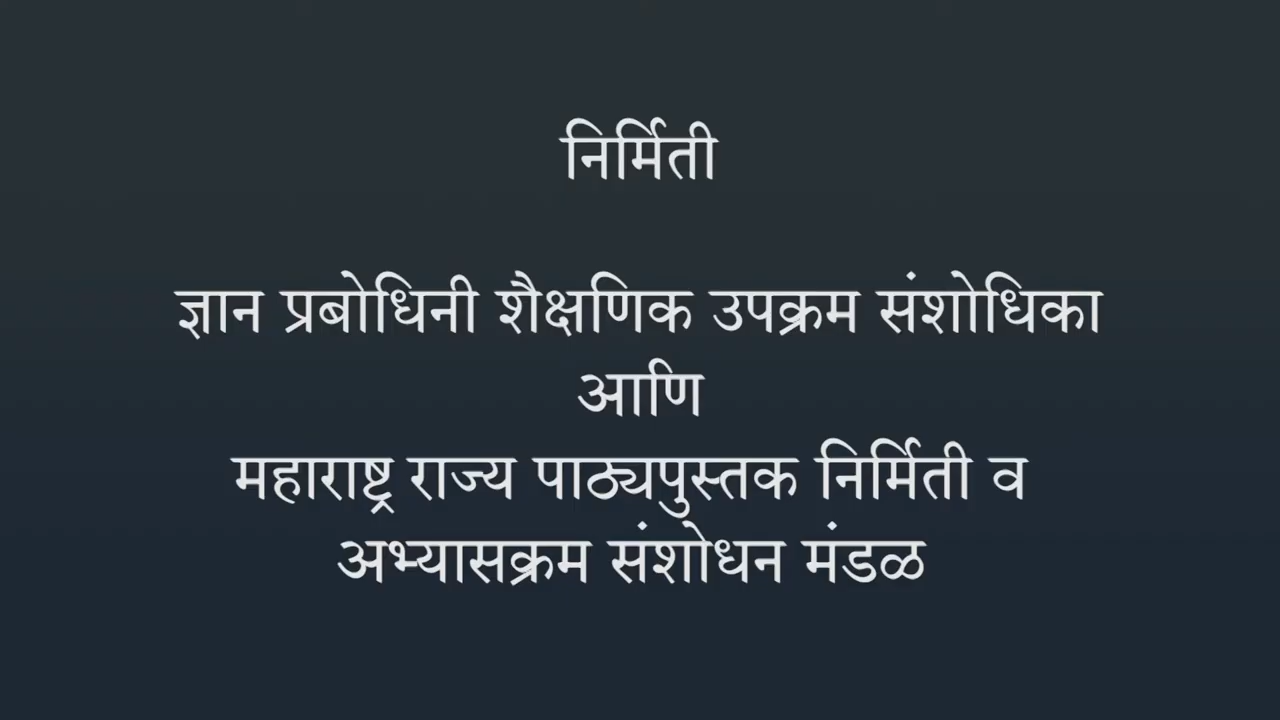 निर्मिती
ज्ञान प्रबोधिनी शैक्षणिक उपक्रम संशोधिका
आणि
महाराष्ट्र राज्य पाठ्यपुस्तक निर्मिती व
अभ्यासक्रम संशोधन मंडळ